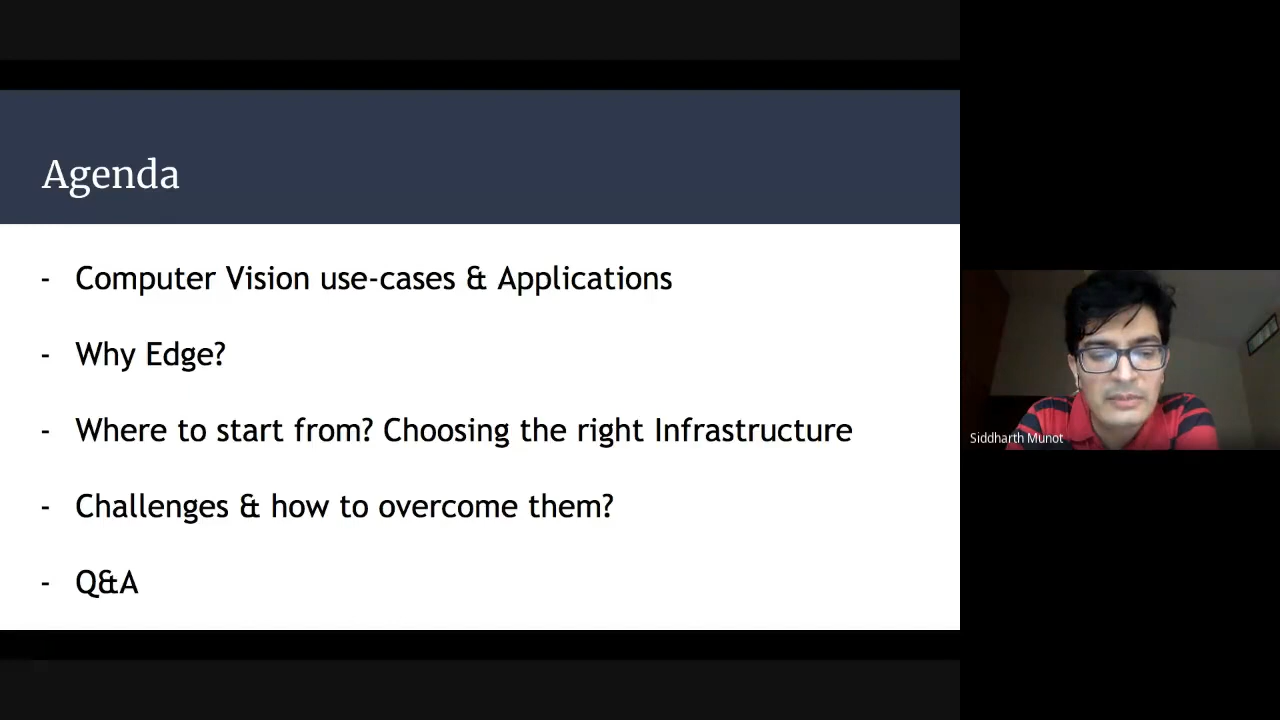 Agenda
- Computer Vision use-cases & Applications
- Why Edge?
- Where to start from? Choosing the right Infrastructure
- Challenges & how to overcome them?
- Q&A
Siddharth Munot